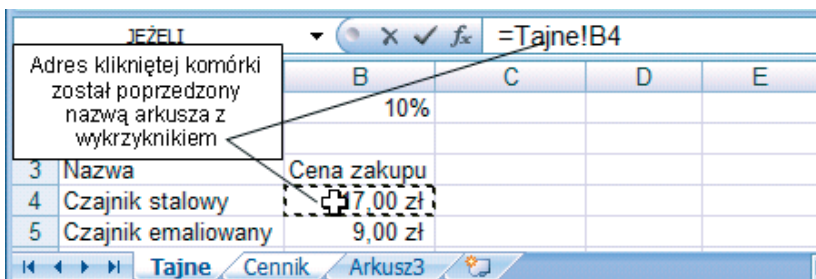 JEŻELI
=Tajne!B4
Adres klikniętej komórki
został poprzedzony
nazwą arkusza z
wykrzyknikiem
B C D E
10%
3 Nazwa Cena zakupu
4 Czajnik stalowy 17,00 zł
5 Czajnik emaliowany 9,00 zł
Tajne Cennik Arkusz3